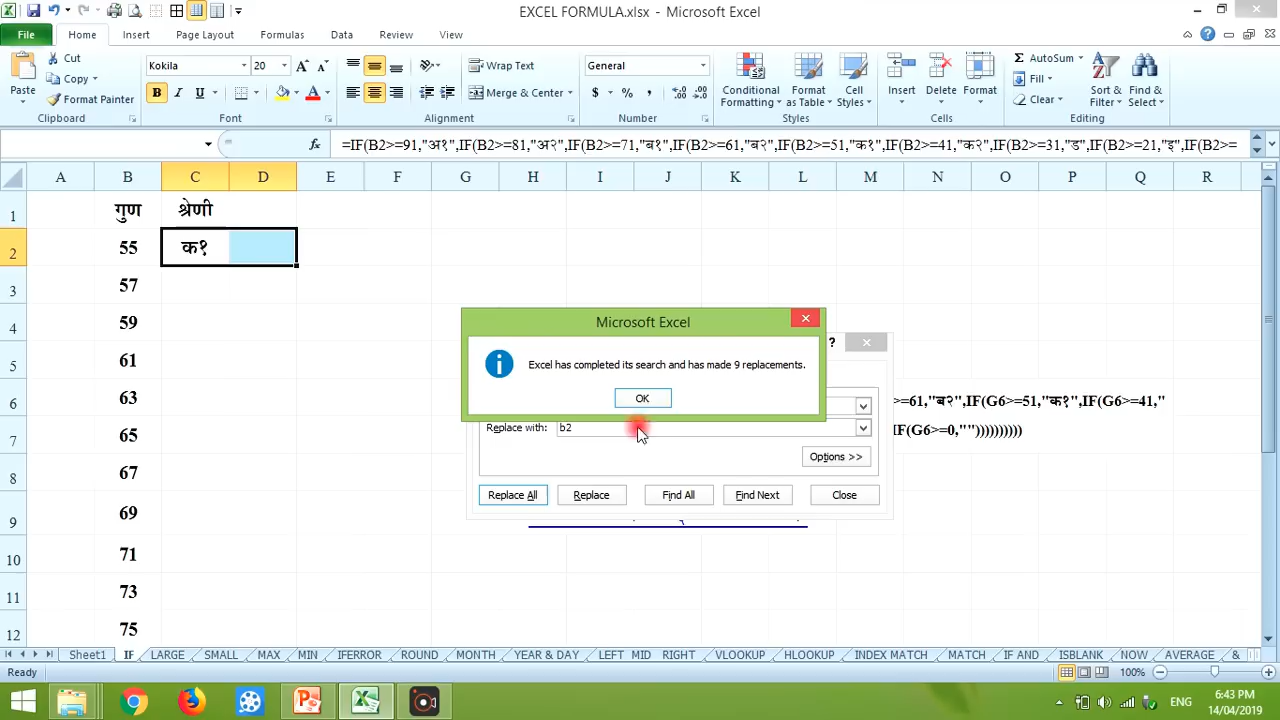 EXCEL FORMULA.xlsx - Microsoft Excel
File Home Insert Page Layout Formulas Data Review View
Cut
Copy
Format Painter
Paste
Kokila 20
B I U
Wrap Text
Merge & Center
General
$ % ,
Conditional Formatting
Format as Table
Cell Styles
Insert
Delete
Format
AutoSum
Fill
Clear
Sort & Filter
Find & Select
Clipboard Font Alignment Number Styles Cells Editing
fx =IF(B2>=91,"अ१",IF(B2>=81,"अ२",IF(B2>=71,"ब१",IF(B2>=61,"ब२",IF(B2>=51,"क१",IF(B2>=41,"क२",IF(B2>=31,"ड",IF(B2>=21,"इ",IF(B2>=
A B C D E F G H I J K L M N O P Q R
1 गुण श्रेणी
2 55 क१
3 57
4 59
5 61
6 63
7 65
8 67
9 69
10 71
11 73
12 75
Microsoft Excel
Excel has completed its search and has made 9 replacements.
OK
?
>=61,"ब२",IF(G6>=51,"क१",IF(G6>=41,"
IF(G6>=0,""))))))))))
Replace with: b2
Options >>
Replace All Replace Find All Find Next Close
Sheet1 IF LARGE SMALL MAX MIN IFERROR ROUND MONTH YEAR & DAY LEFT MID RIGHT VLOOKUP HLOOKUP INDEX MATCH MATCH IF AND ISBLANK NOW AVERAGE &
Ready 100%
ENG
6:43 PM
14/04/2019